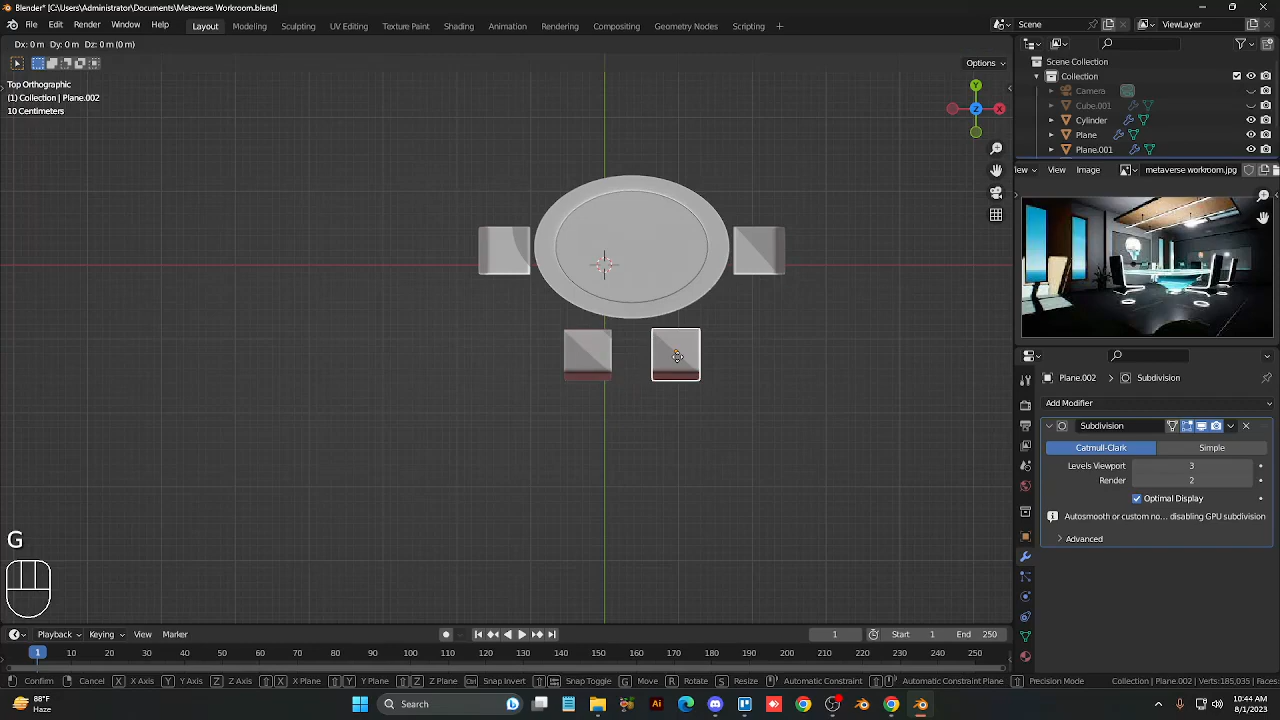 Blender* [C:\Users\Administrator\Documents\Metaverse Workroom.blend]
File Edit Render Window Help
Layout Modeling Sculpting UV Editing Texture Paint Shading Animation Rendering Compositing Geometry Nodes Scripting
Scene
ViewLayer
Dx: 0 m Dy: 0 m Dz: 0 m (0 m)
Options
Top Orthographic
(1) Collection | Plane.002
10 Centimeters
Y
Z
X
Scene Collection
Collection
Camera
Cube.001
Cylinder
Plane
Plane.001
View Image metaverse workroom.jpg
Plane.002 Subdivision
Add Modifier
Subdivision
Catmull-Clark Simple
Levels Viewport 3
Render 2
Optimal Display
Autosmooth or custom no... disabling GPU subdivision
Advanced
G
Playback Keying View Marker
1 Start 1 End 250
1 10 20 30 40 50 60 70 80 90 100 110 120 130 140 150 160 170 180 190 200 210 220 230 240 250
Confirm Cancel X X Axis Y Y Axis Z Z Axis X X Plane Y Y Plane Z Z Plane Snap Invert Snap Toggle G Move R Rotate S Resize Automatic Constraint Automatic Constraint Precision Mode Collection | Plane.002 | Verts:185,035 | Faces
88°F
Haze
Search
10:44 AM
8/1/2023